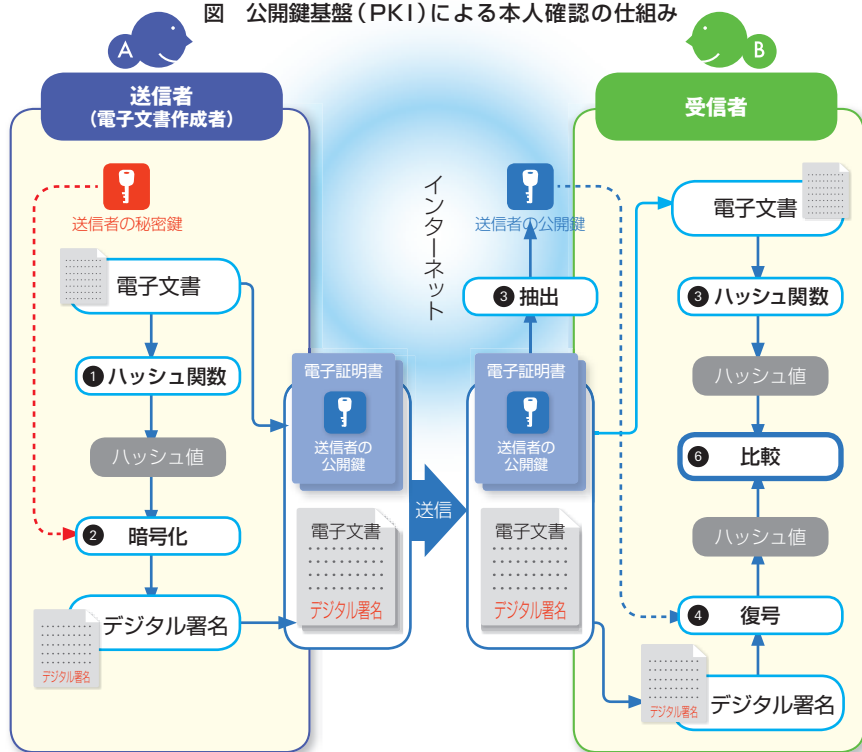 図 公開鍵基盤(PKI)による本人確認の仕組み
A
送信者
(電子文書作成者)
送信者の秘密鍵
電子文書
❶ハッシュ関数
ハッシュ値
❷ 暗号化
デジタル署名
デジタル署名
電子証明書
送信者の
公開鍵
電子文書
デジタル署名
送信
インターネット
送信者の公開鍵
❸ 抽出
電子証明書
送信者の
公開鍵
電子文書
デジタル署名
B
受信者
電子文書
❸ ハッシュ関数
ハッシュ値
❻ 比較
ハッシュ値
❹ 復号
デジタル署名
デジタル署名